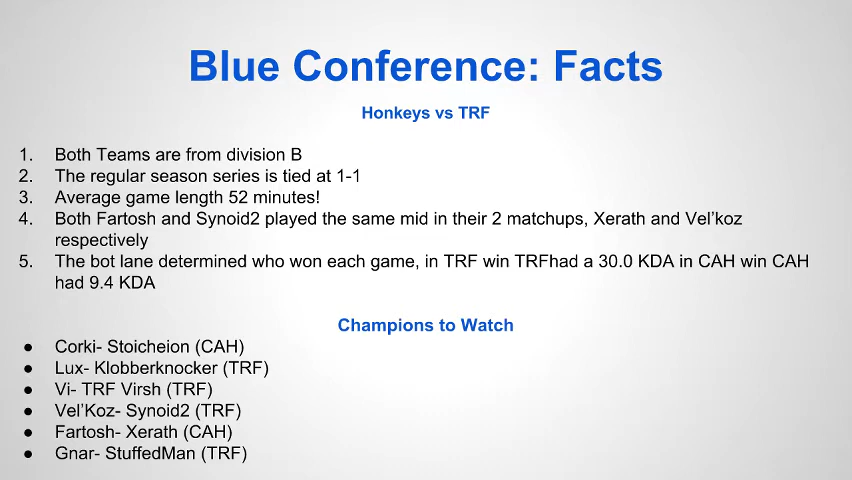 Blue Conference: Facts
Honkeys vs TRF
1. Both Teams are from division B
2. The regular season series is tied at 1-1
3. Average game length 52 minutes!
4. Both Fartosh and Synoid2 played the same mid in their 2 matchups, Xerath and Vel'koz
respectively
5. The bot lane determined who won each game, in TRF win TRFhad a 30.0 KDA in CAH win CAH
had 9.4 KDA
Champions to Watch
● Corki- Stoicheion (CAH)
● Lux- Klobberknocker (TRF)
● Vi- TRF Virsh (TRF)
● Vel'Koz- Synoid2 (TRF)
● Fartosh- Xerath (CAH)
● Gnar- StuffedMan (TRF)